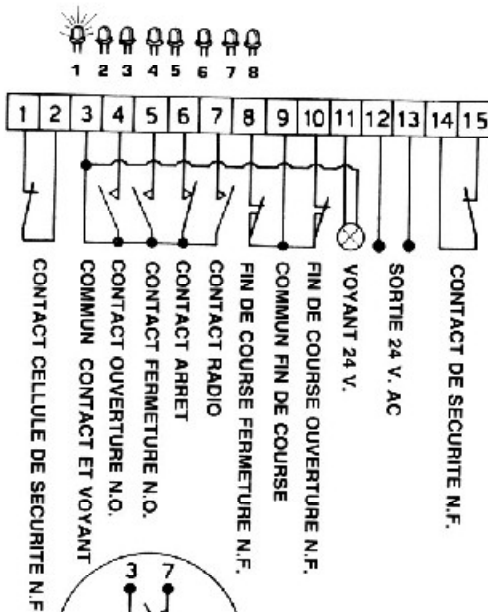 1 2 3 4 5 6 7 8
1 2 3 4 5 6 7 8 9 10 11 12 13 14 15
CONTACT CELLULE DE SECURITE N.F
COMMUN CONTACT ET VOYANT
CONTACT OUVERTURE N.O.
CONTACT FERMETURE N.O.
CONTACT ARRET
CONTACT RADIO
FIN DE COURSE FERMETURE N.F.
COMMUN FIN DE COURSE
FIN DE COURSE OUVERTURE N.F.
VOYANT 24 V.
SORTIE 24 V. AC
CONTACT DE SECURITE N.F.
3 7